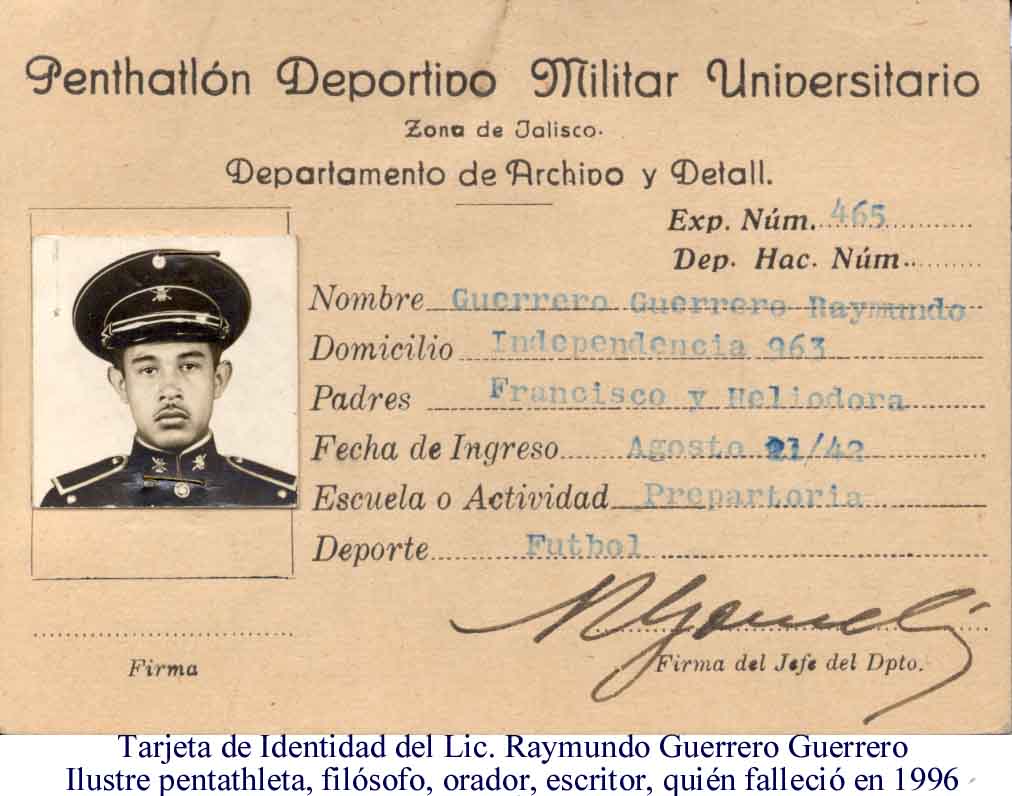 Penthatlón Deportivo Militar Universitario
Zona de Jalisco.
Departamento de Archivo y Detall.
Exp. Núm. 465
Dep. Hac. Núm.
Nombre Guerrero Guerrero Raymundo
Domicilio Independencia 963
Padres Francisco y Heliodora
Fecha de Ingreso Agosto 21/42
Escuela o Actividad Prepartoria
Deporte Futbol
Firma
Firma del Jefe del Dpto.
Tarjeta de Identidad del Lic. Raymundo Guerrero Guerrero
Ilustre pentathleta, filósofo, orador, escritor, quién falleció en 1996